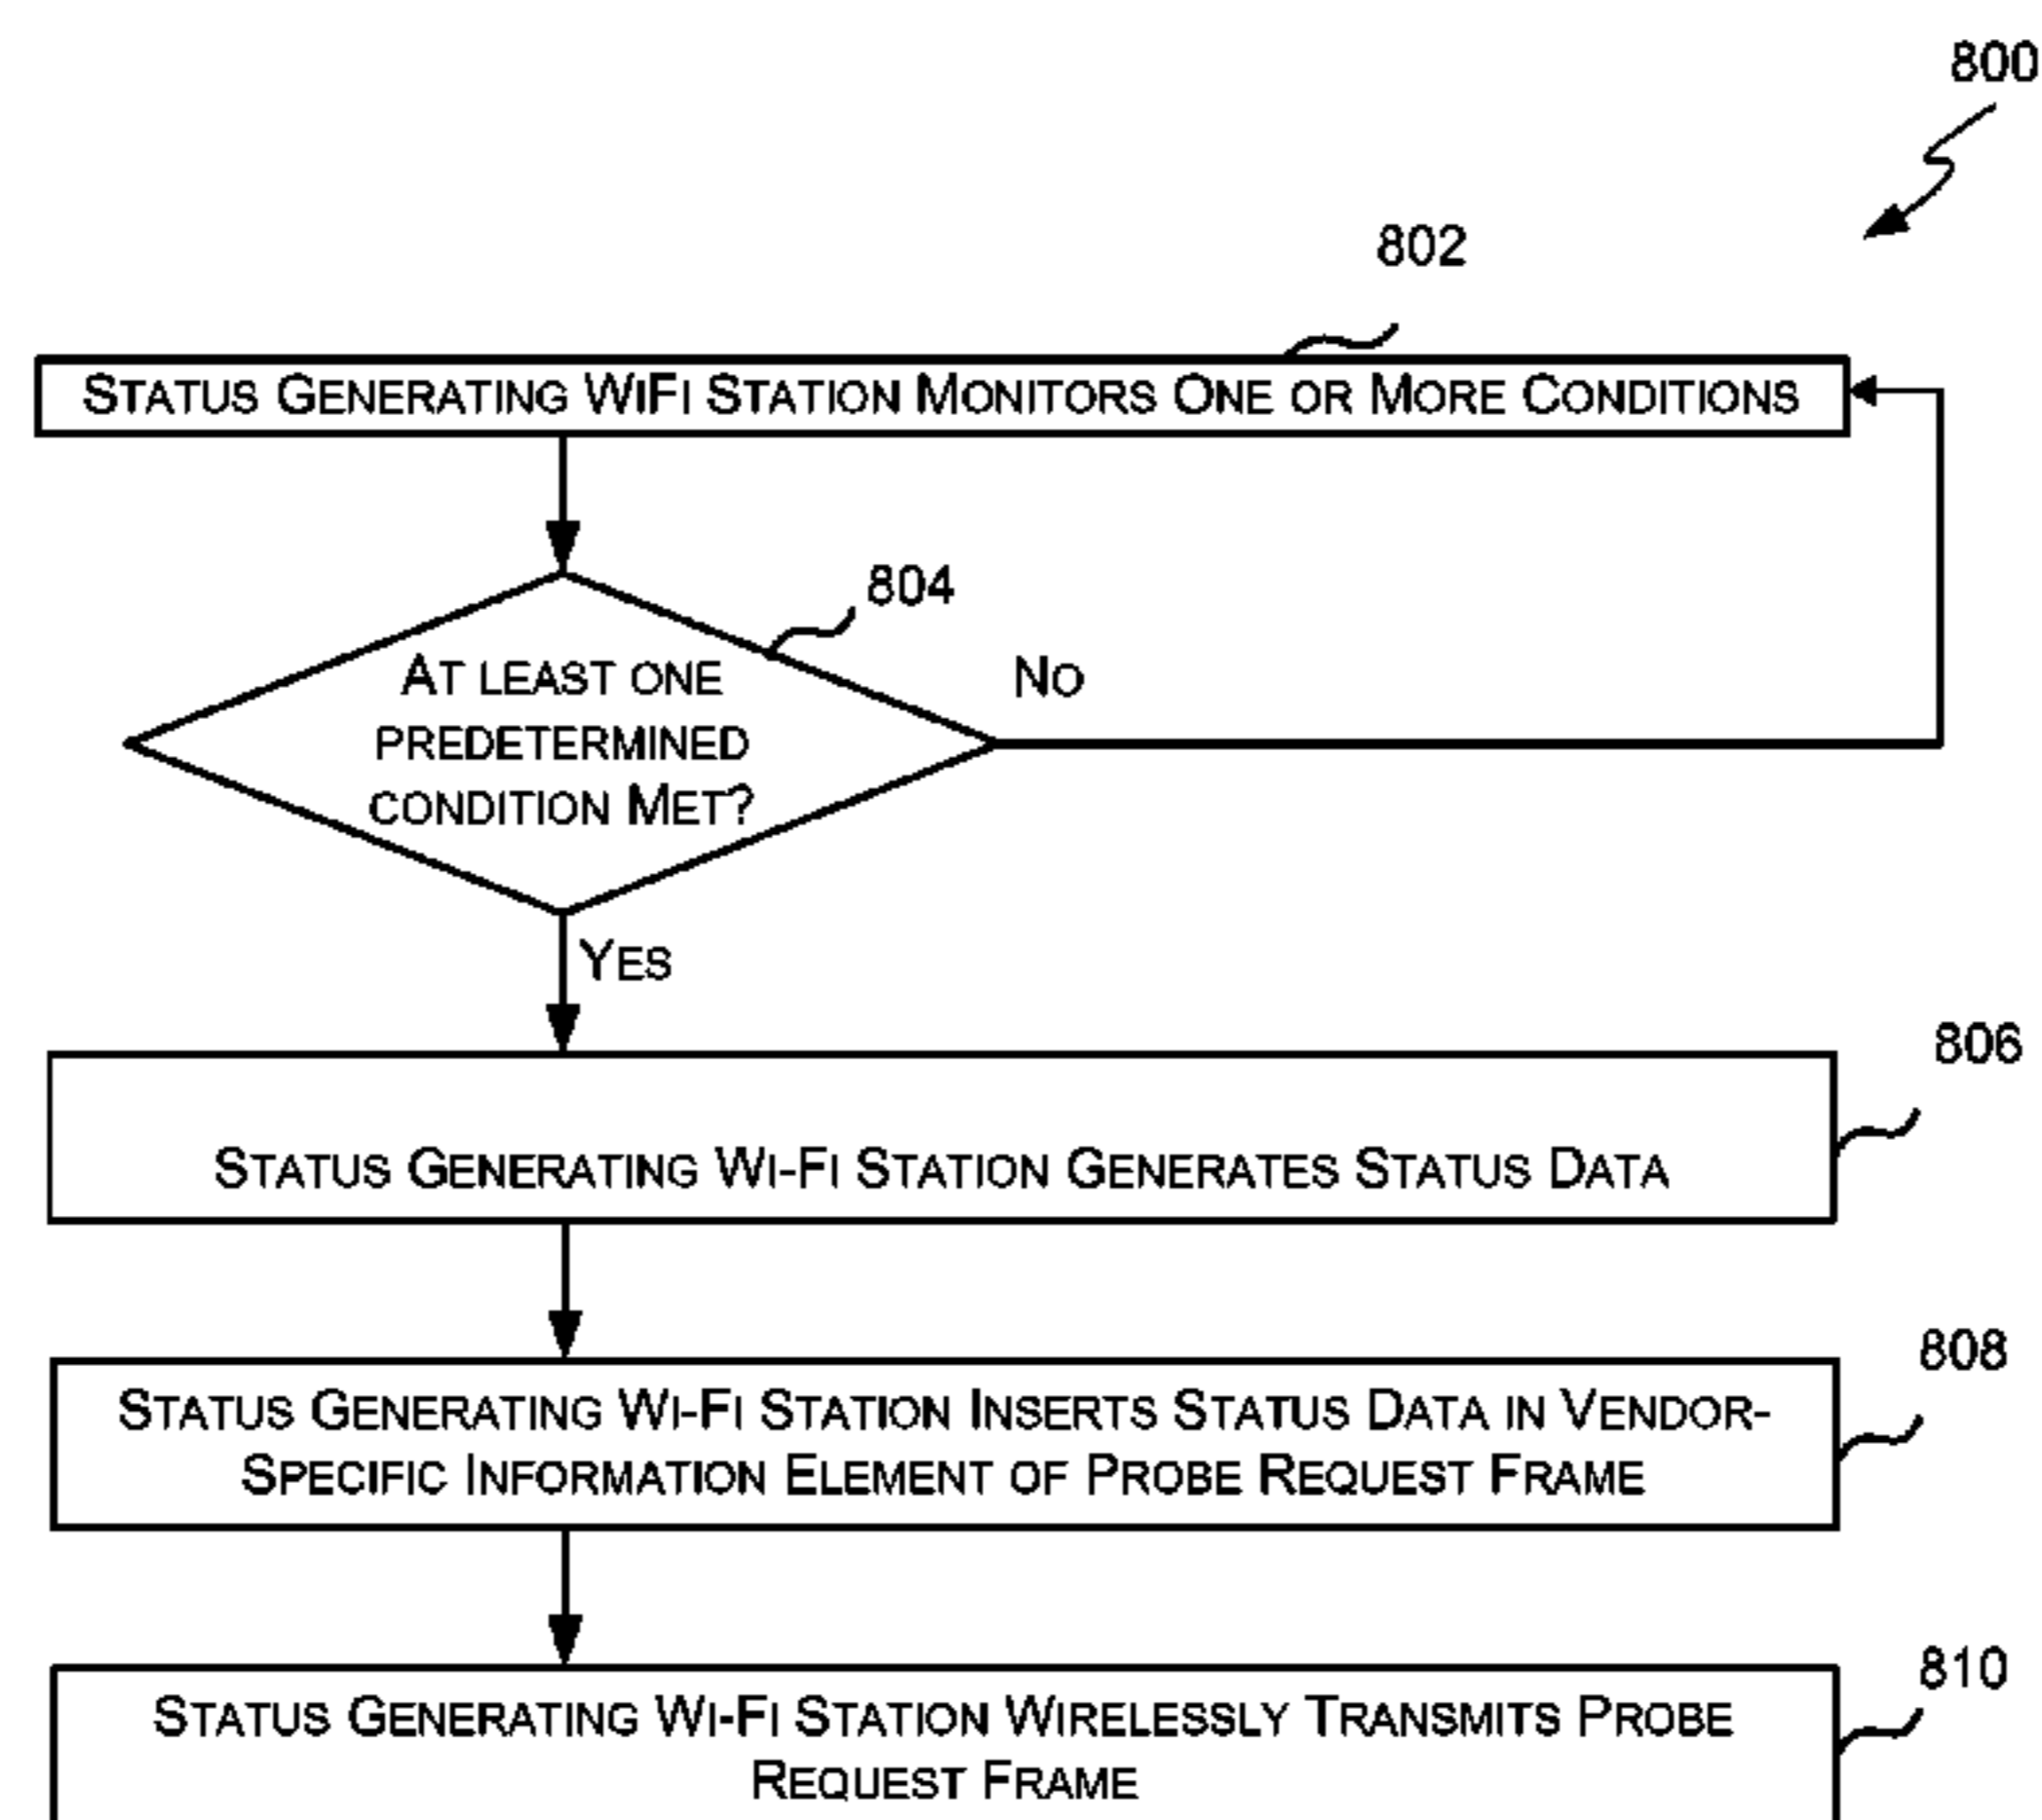 800
802
STATUS GENERATING WIFI STATION MONITORS ONE OR MORE CONDITIONS
804
AT LEAST ONE
PREDETERMINED
CONDITION MET?
NO
YES
806
STATUS GENERATING WI-FI STATION GENERATES STATUS DATA
808
STATUS GENERATING WI-FI STATION INSERTS STATUS DATA IN VENDOR-
SPECIFIC INFORMATION ELEMENT OF PROBE REQUEST FRAME
810
STATUS GENERATING WI-FI STATION WIRELESSLY TRANSMITS PROBE
REQUEST FRAME